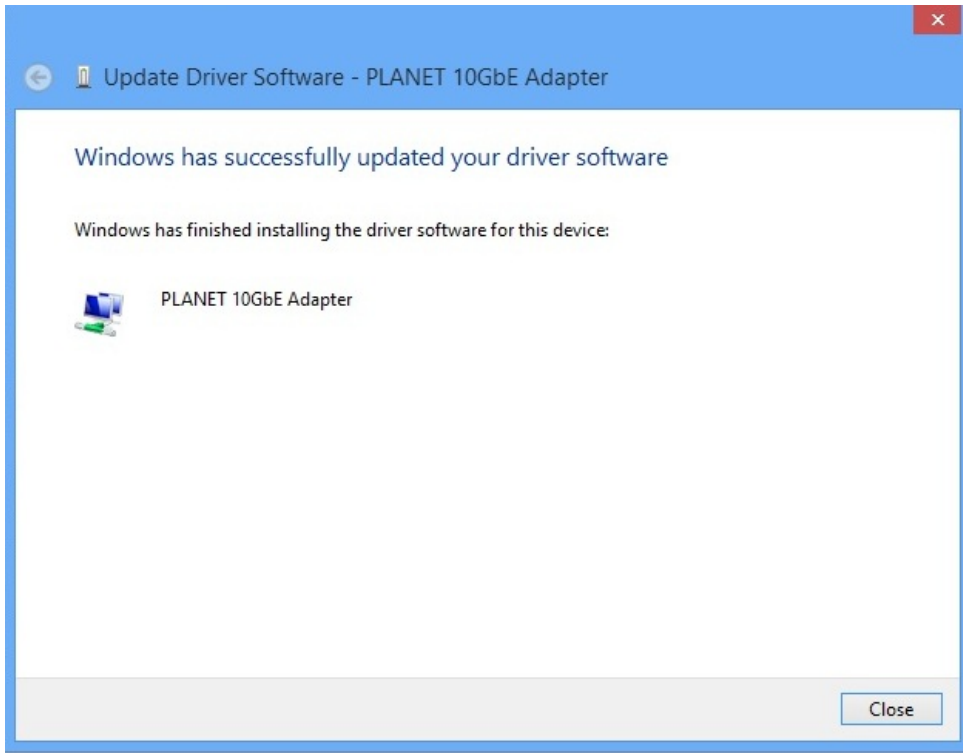 Update Driver Software - PLANET 10GbE Adapter
Windows has successfully updated your driver software
Windows has finished installing the driver software for this device:
PLANET 10GbE Adapter
Close